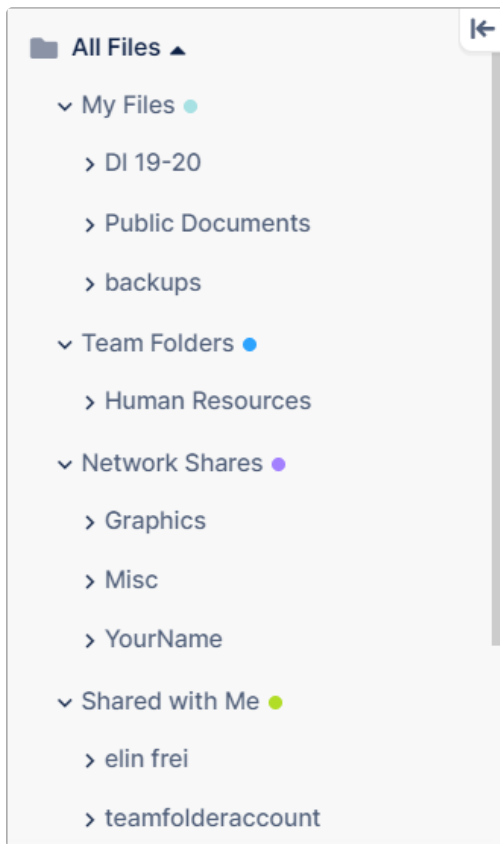 All Files
My Files
DI 19-20
Public Documents
backups
Team Folders
Human Resources
Network Shares
Graphics
Misc
YourName
Shared with Me
elin frei
teamfolderaccount